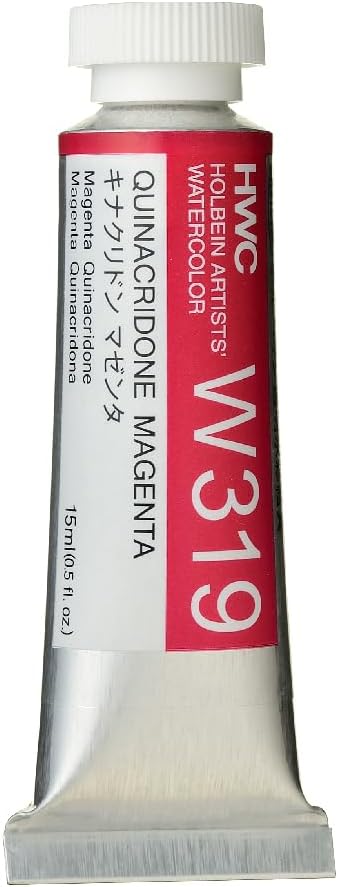 HWC
HOLBEIN ARTISTS'
WATERCOLOR
W319
QUINACRIDONE MAGENTA
キナクリドン マゼンタ
Magenta Quinacridone
Magenta Quinacridona
15ml(0.5 fl. oz.)